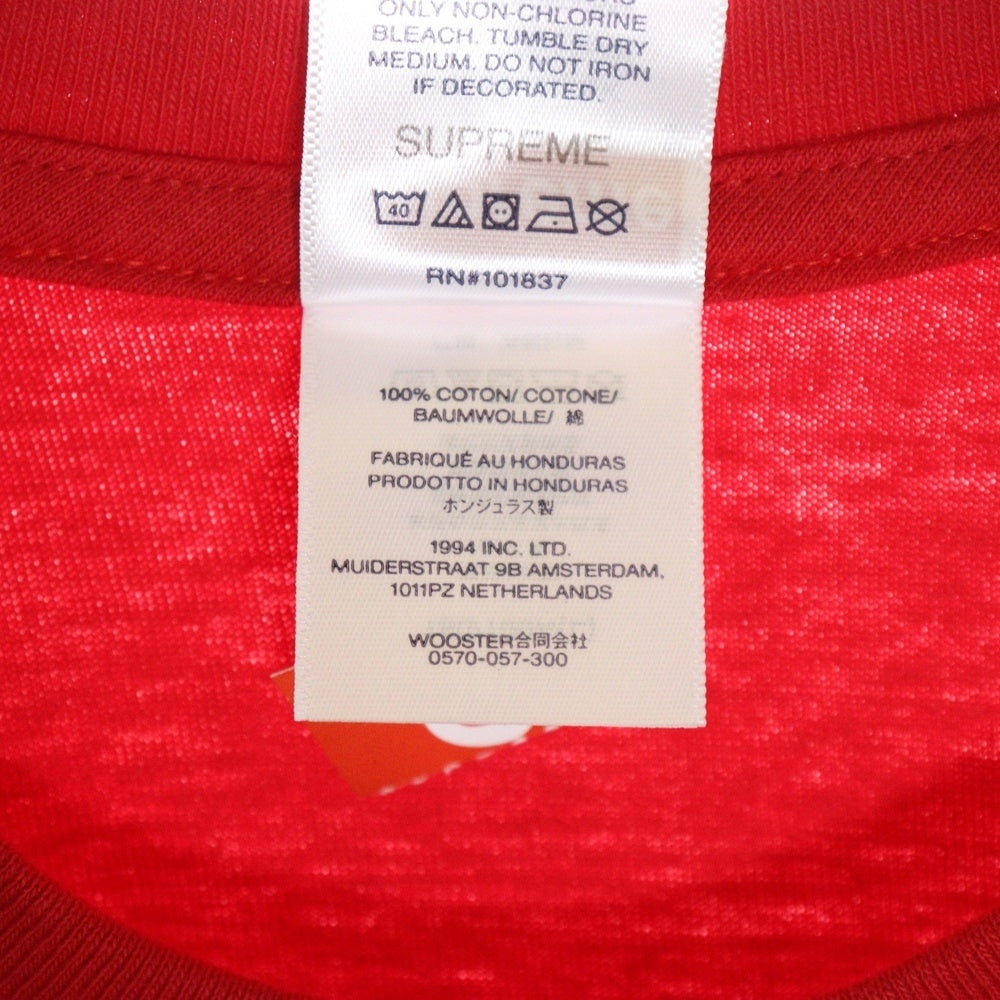 ONLY NON-CHLORINE
BLEACH. TUMBLE DRY
MEDIUM. DO NOT IRON
IF DECORATED.
SUPREME
40
RN#101837
100% COTON/ COTONE/
BAUMWOLLE/ 綿
FABRIQUÉ AU HONDURAS
PRODOTTO IN HONDURAS
ホンジュラス製
1994 INC. LTD.
MUIDERSTRAAT 9B AMSTERDAM,
1011PZ NETHERLANDS
WOOSTER合同会社
0570-057-300